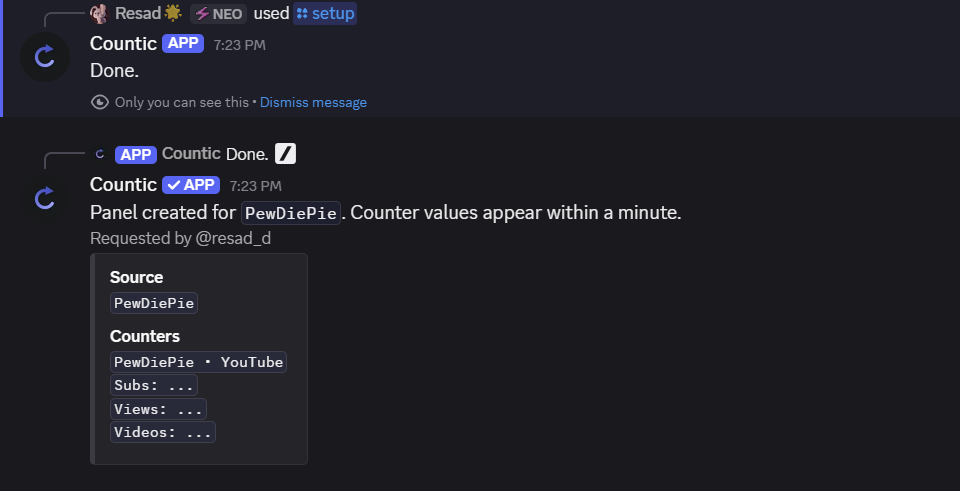 Resad NEO used setup
Countic APP 7:23 PM
Done.
Only you can see this • Dismiss message
APP Countic Done.
Countic APP 7:23 PM
Panel created for PewDiePie. Counter values appear within a minute.
Requested by @resad_d
Source
PewDiePie
Counters
PewDiePie • YouTube
Subs: ...
Views: ...
Videos: ...